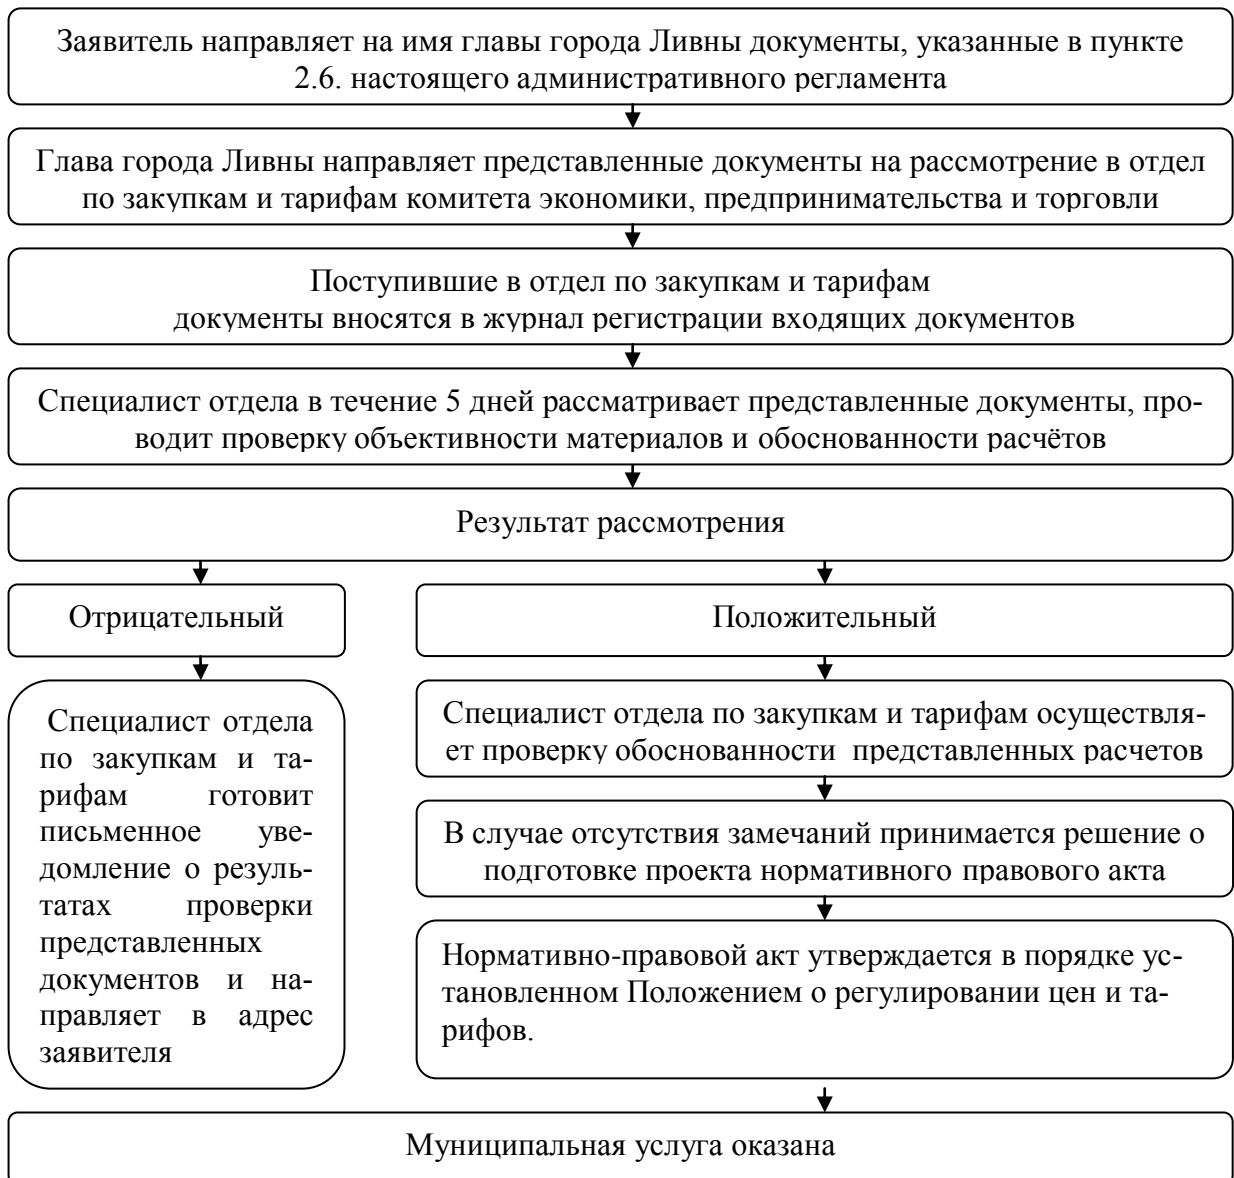 Заявитель направляет на имя главы города Ливны документы, указанные в пункте
2.6. настоящего административного регламента
Глава города Ливны направляет представленные документы на рассмотрение в отдел
по закупкам и тарифам комитета экономики, предпринимательства и торговли
Поступившие в отдел по закупкам и тарифам
документы вносятся в журнал регистрации входящих документов
Специалист отдела в течение 5 дней рассматривает представленные документы, про-
водит проверку объективности материалов и обоснованности расчётов
Результат рассмотрения
Отрицательный
Положительный
Специалист отдела
по закупкам и та-
рифам готовит
письменное уве-
домление о резуль-
татах проверки
представленных
документов и на-
правляет в адрес
заявителя
Специалист отдела по закупкам и тарифам осуществля-
ет проверку обоснованности представленных расчетов
В случае отсутствия замечаний принимается решение о
подготовке проекта нормативного правового акта
Нормативно-правовой акт утверждается в порядке ус-
тановленном Положением о регулировании цен и та-
рифов.
Муниципальная услуга оказана